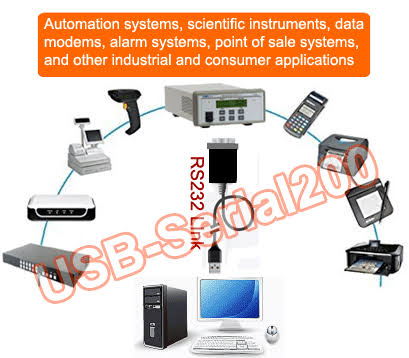 Automation systems, scientific instruments, data
modems, alarm systems, point of sale systems,
and other industrial and consumer applications
RS232 Link
USB-Serial200